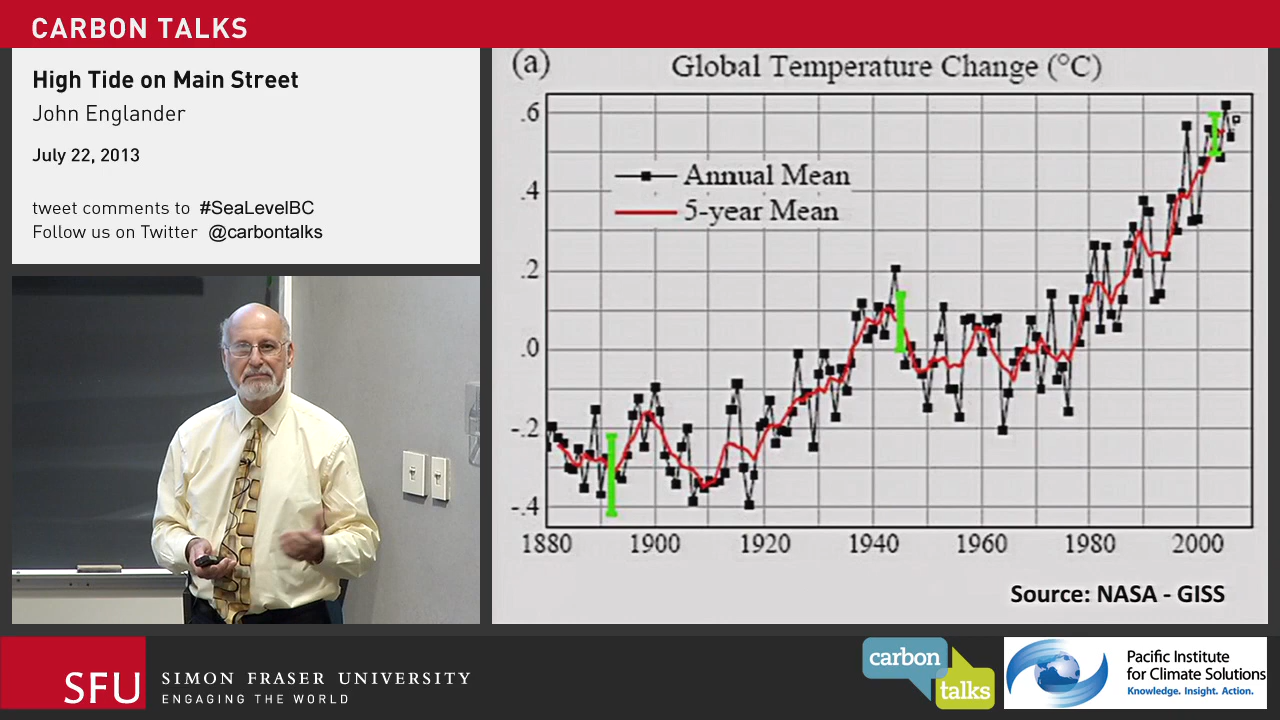 CARBON TALKS
High Tide on Main Street
John Englander
July 22, 2013
tweet comments to #SeaLevelBC
Follow us on Twitter @carbontalks
(a) Global Temperature Change (°C)
.6
Annual Mean
.4
5-year Mean
.2
.0
-.2
-.4
1880 1900 1920 1940 1960 1980 2000
Source: NASA - GISS
SFU
SIMON FRASER UNIVERSITY
ENGAGING THE WORLD
carbon
talks
Pacific Institute
for Climate Solutions
Knowledge. Insight. Action.